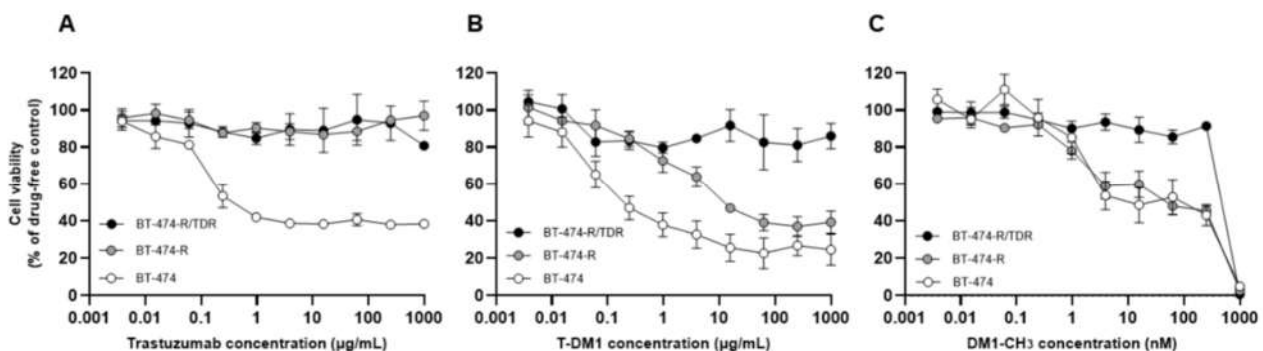 A
B
C
Cell viability
(% of drug-free control)
120
100
80
60
40
20
0
BT-474-R/TDR
BT-474-R
BT-474
0.001 0.01 0.1 1 10 100 1000
Trastuzumab concentration (µg/mL)
120
100
80
60
40
20
0
BT-474-R/TDR
BT-474-R
BT-474
0.001 0.01 0.1 1 10 100 1000
T-DM1 concentration (µg/mL)
120
100
80
60
40
20
0
BT-474-R/TDR
BT-474-R
BT-474
0.001 0.01 0.1 1 10 100 1000
DM1-CH3 concentration (nM)